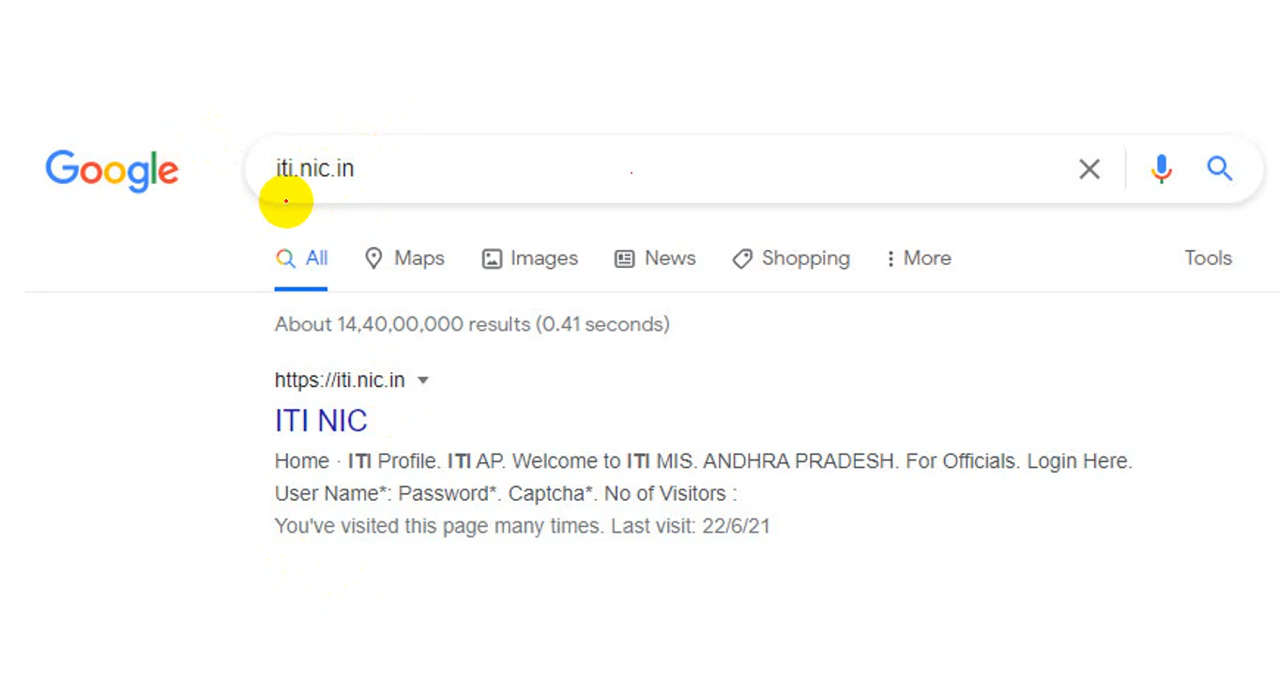 Google
iti.nic.in
All Maps Images News Shopping More Tools
About 14,40,00,000 results (0.41 seconds)
https://iti.nic.in
ITI NIC
Home · ITI Profile. ITI AP. Welcome to ITI MIS. ANDHRA PRADESH. For Officials. Login Here.
User Name*: Password*. Captcha*. No of Visitors :
You've visited this page many times. Last visit: 22/6/21